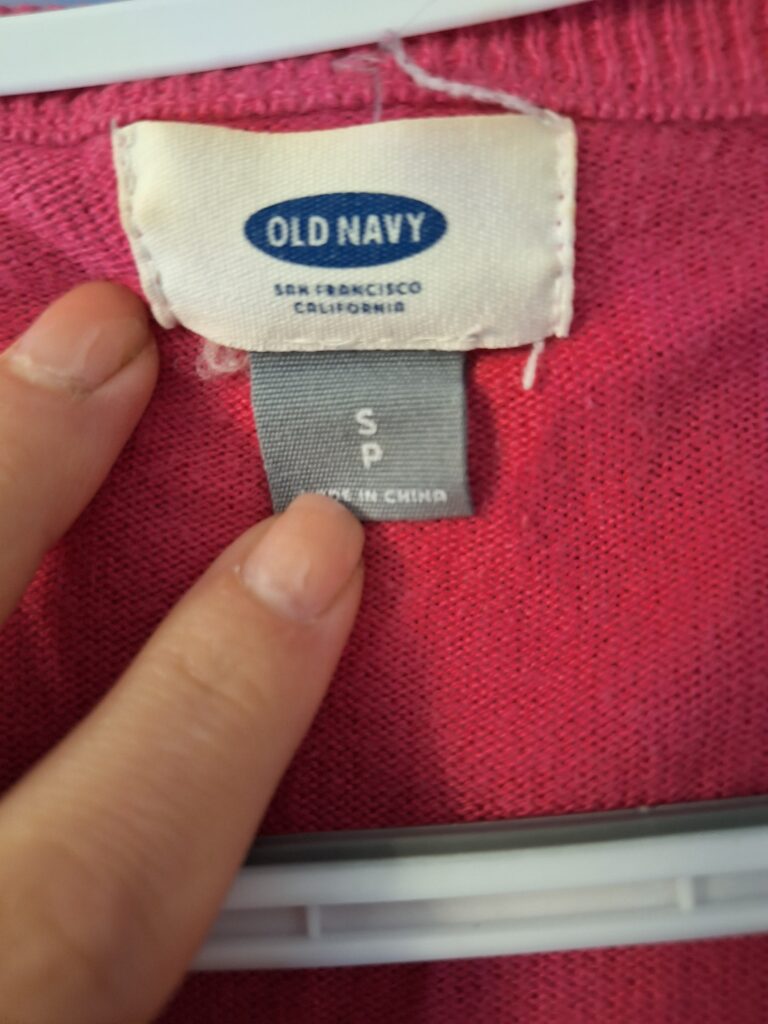 OLD NAVY
SAN FRANCISCO
CALIFORNIA
S
P
IN CHINA